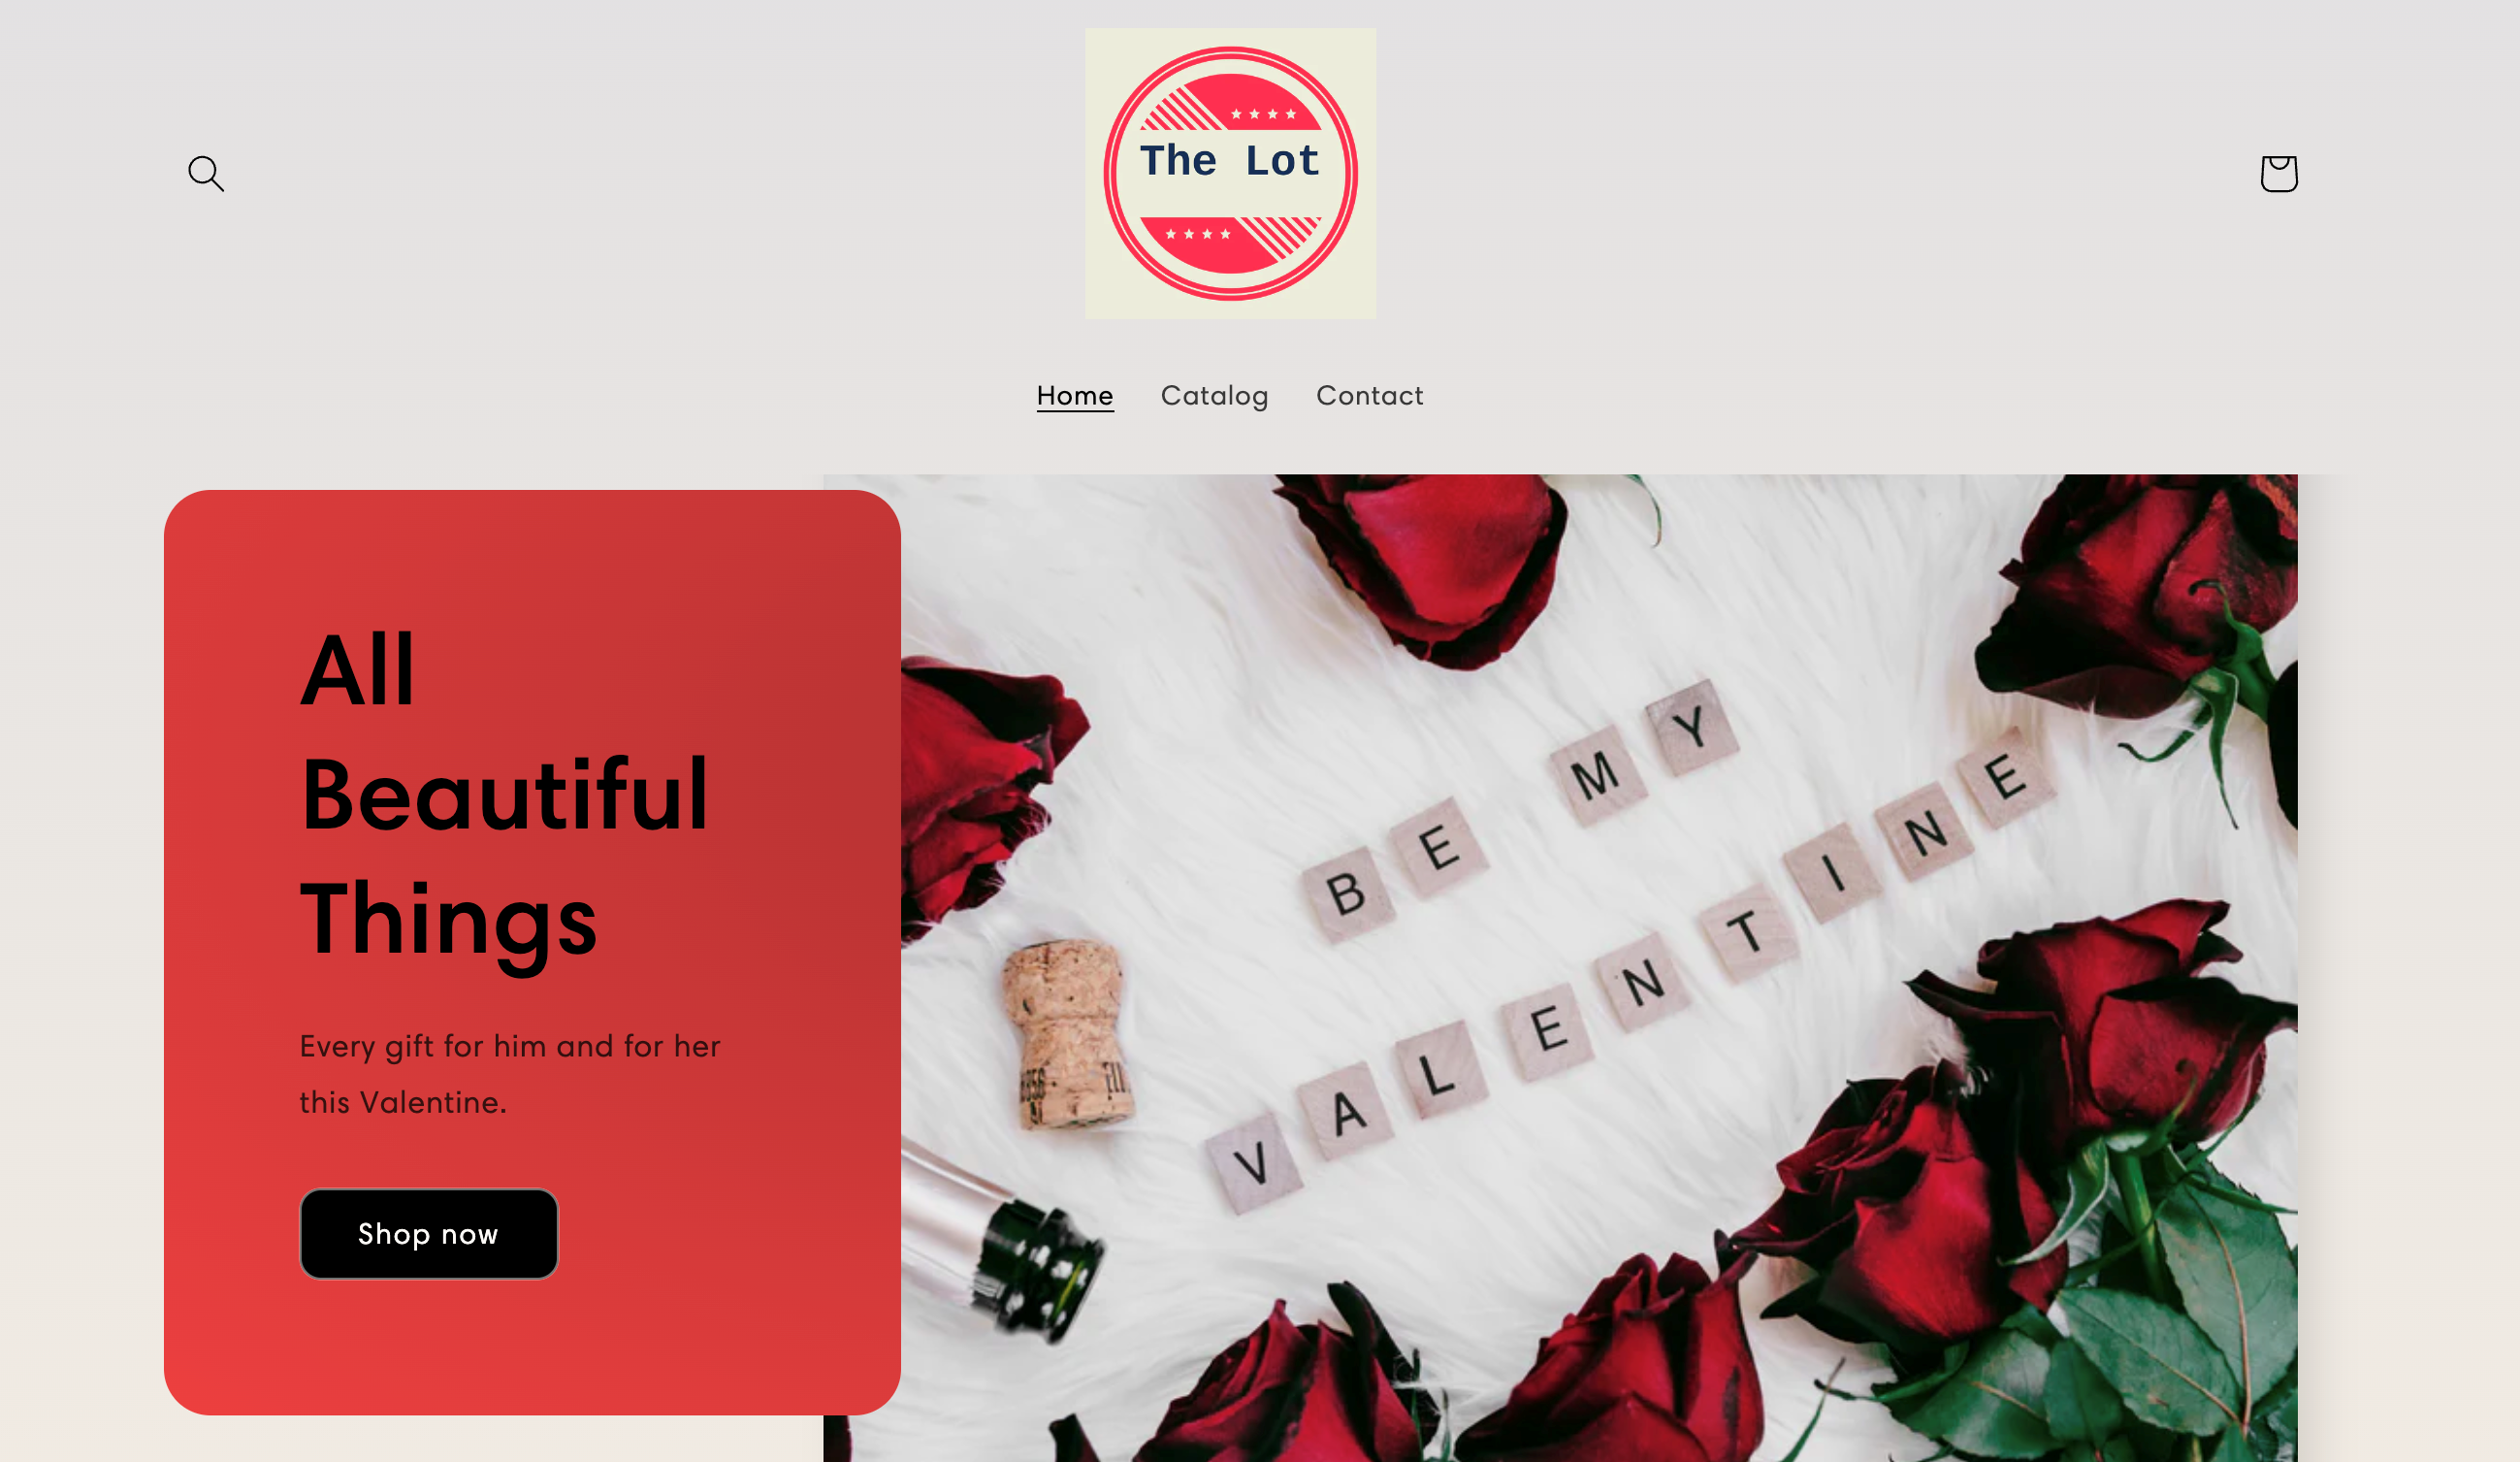 The Lot
Home Catalog Contact
All
Beautiful
Things
Every gift for him and for her
this Valentine.
Shop now
BE MY
VALENTINE